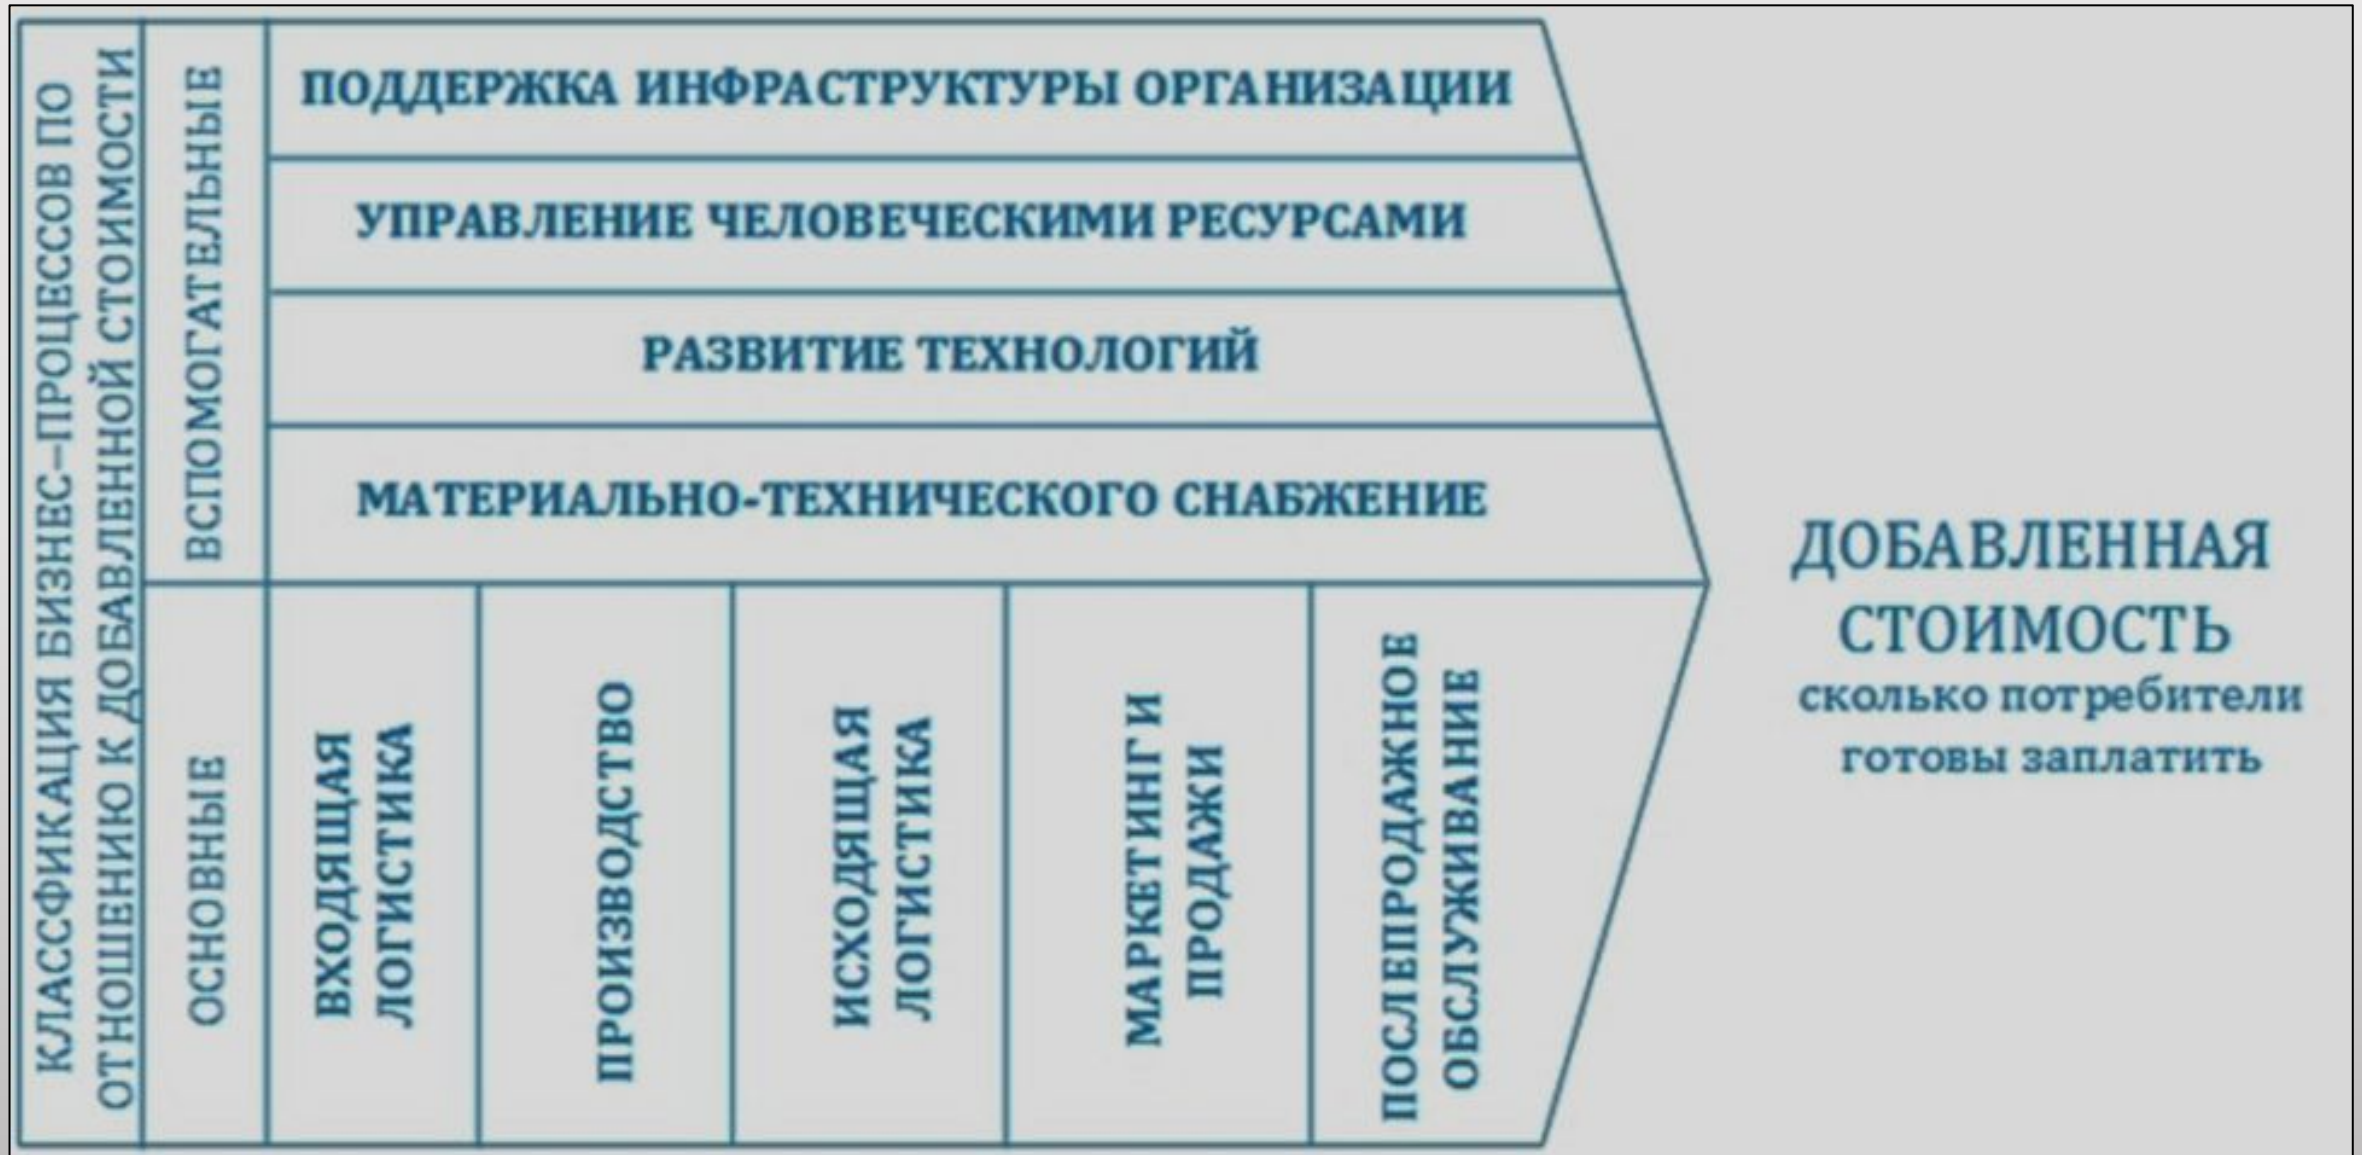 КЛАССФИКАЦИЯ БИЗНЕС–ПРОЦЕССОВ ПО
ОТНОШЕНИЮ К ДОБАВЛЕННОЙ СТОИМОСТИ
ВСПОМОГАТЕЛЬНЫЕ
ПОДДЕРЖКА ИНФРАСТРУКТУРЫ ОРГАНИЗАЦИИ
УПРАВЛЕНИЕ ЧЕЛОВЕЧЕСКИМИ РЕСУРСАМИ
РАЗВИТИЕ ТЕХНОЛОГИЙ
МАТЕРИАЛЬНО-ТЕХНИЧЕСКОГО СНАБЖЕНИЕ
ОСНОВНЫЕ
ВХОДЯЩАЯ
ЛОГИСТИКА
ПРОИЗВОДСТВО
ИСХОДЯЩАЯ
ЛОГИСТИКА
МАРКЕТИНГ И
ПРОДАЖИ
ПОСЛЕПРОДАЖНОЕ
ОБСЛУЖИВАНИЕ
ДОБАВЛЕННАЯ
СТОИМОСТЬ
сколько потребители
готовы заплатить